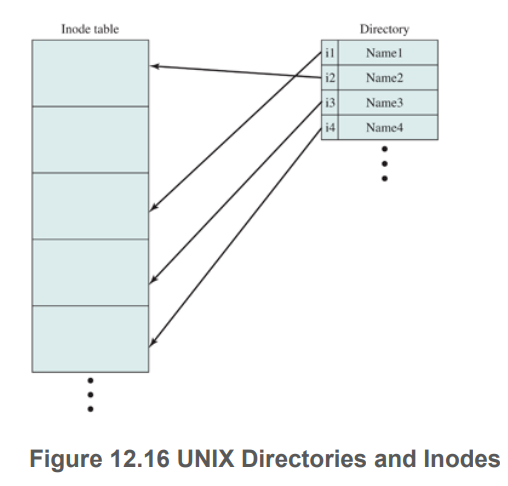 Inode table
Directory
i1 Name1
i2 Name2
i3 Name3
i4 Name4
Figure 12.16 UNIX Directories and Inodes